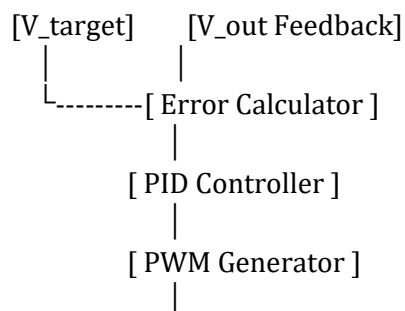 [V_target] [V_out Feedback]
[ Error Calculator ]
[ PID Controller ]
[ PWM Generator ]